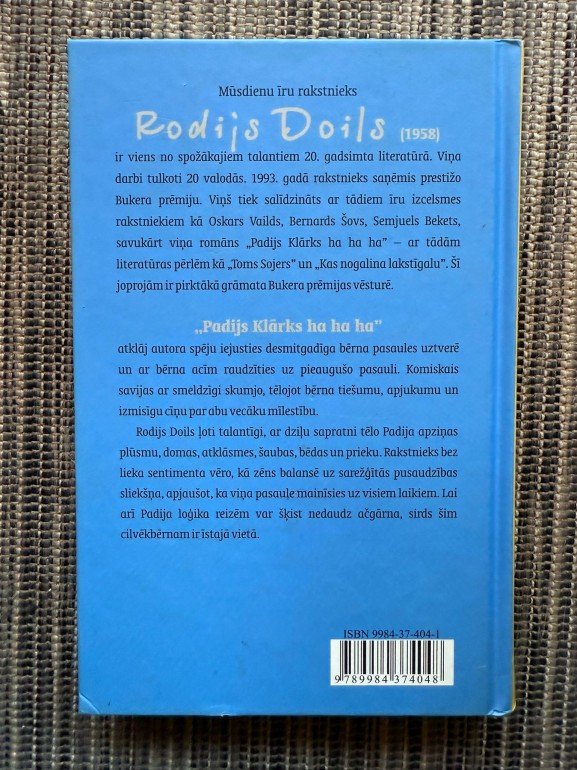 Mūsdienu īru rakstnieks
Rodijs Doils (1958)
ir viens no spožākajiem talantiem 20. gadsimta literatūrā. Viņa
darbi tulkoti 20 valodās. 1993. gadā rakstnieks saņēmis prestižo
Bukera prēmiju. Viņš tiek salīdzināts ar tādiem īru izcelsmes
rakstniekiem kā Oskars Vailds, Bernards Šovs, Semjuels Bekets,
savukārt viņa romāns „Padijs Klārks ha ha ha” – ar tādām
literatūras pērlēm kā „Toms Sojers” un „Kas nogalina lakstīgalu”. Šī
joprojām ir pirktākā grāmata Bukera prēmijas vēsturē.
„Padijs Klārks ha ha ha”
atklāj autora spēju iejusties desmitgadīga bērna pasaules uztverē
un ar bērna acīm raudzīties uz pieaugušo pasauli. Komiskais
savijas ar smeldzīgi skumjo, tēlojot bērna tiešumu, apjukumu un
izmisīgu cīņu par abu vecāku mīlestību.
Rodijs Doils ļoti talantīgi, ar dziļu sapratni tēlo Padija apziņas
plūsmu, domas, atklāsmes, šaubas, bēdas un prieku. Rakstnieks bez
lieka sentimenta vēro, kā zēns balansē uz sarežģītās pusaudzības
sliekšņa, apjaušot, ka viņa pasauļe mainīsies uz visiem laikiem. Lai
arī Padija loģika reizēm var šķist nedaudz ačgārna, sirds šim
cilvēkbērnam ir īstajā vietā.
ISBN 9984-37-404-1
9 789984 374048